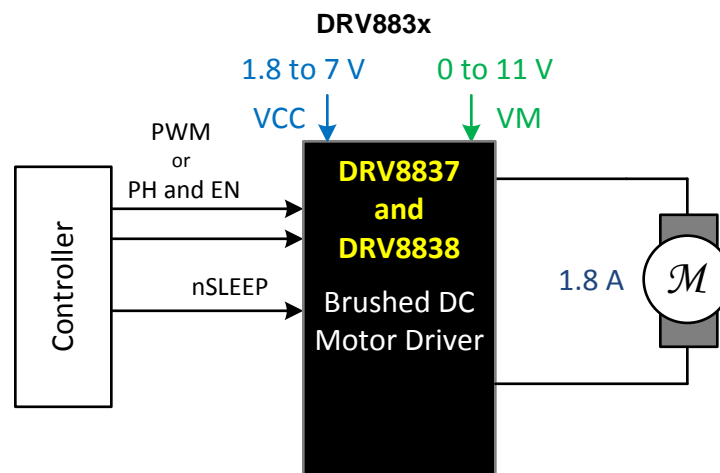 DRV883x
1.8 to 7 V
0 to 11 V
VCC
VM
PWM
or
PH and EN
nSLEEP
Controller
DRV8837
and
DRV8838
Brushed DC
Motor Driver
1.8 A
M